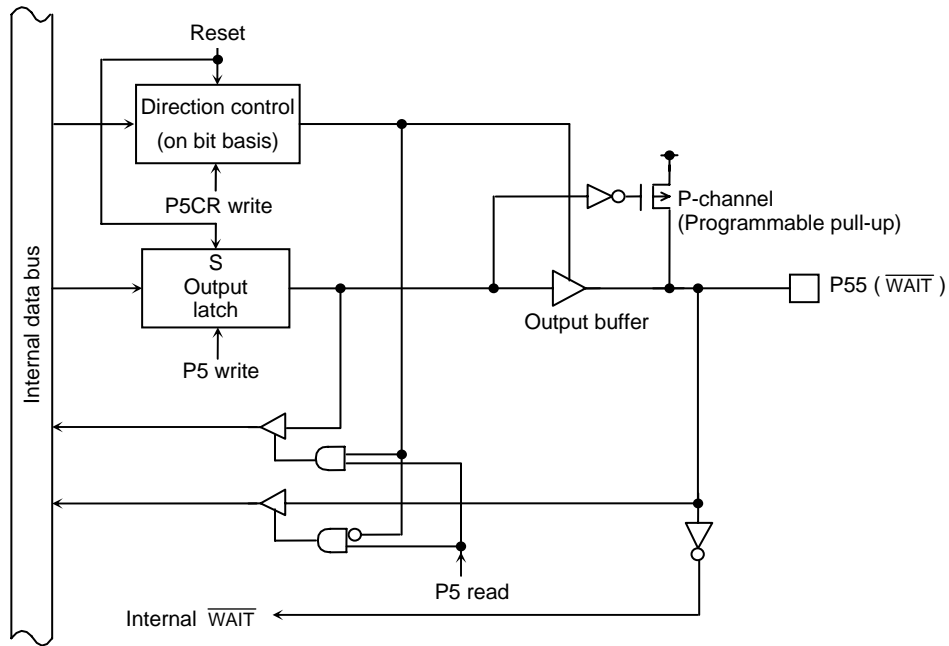 Reset
Direction control
(on bit basis)
P5CR write
P-channel
(Programmable pull-up)
S
Output
latch
P5 write
Output buffer
P55 ( WAIT )
Internal data bus
P5 read
Internal WAIT